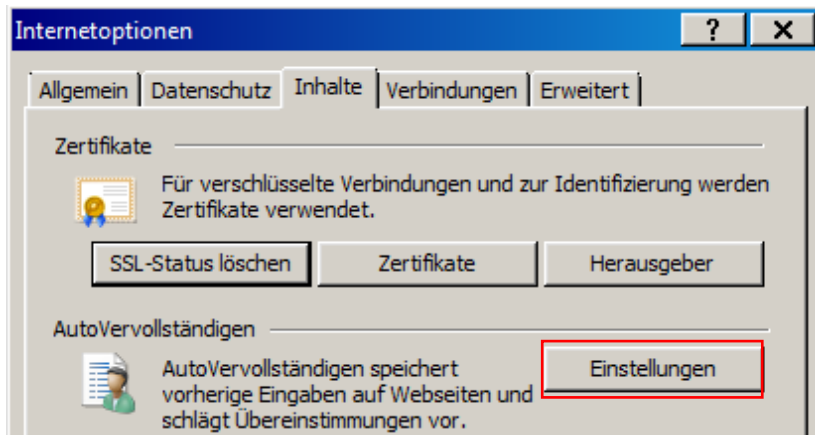 Internetoptionen ? X
Allgemein Datenschutz Inhalte Verbindungen Erweitert
Zertifikate
Für verschlüsselte Verbindungen und zur Identifizierung werden
Zertifikate verwendet.
SSL-Status löschen Zertifikate Herausgeber
AutoVervollständigen
AutoVervollständigen speichert
vorherige Eingaben auf Webseiten und
schlägt Übereinstimmungen vor.
Einstellungen